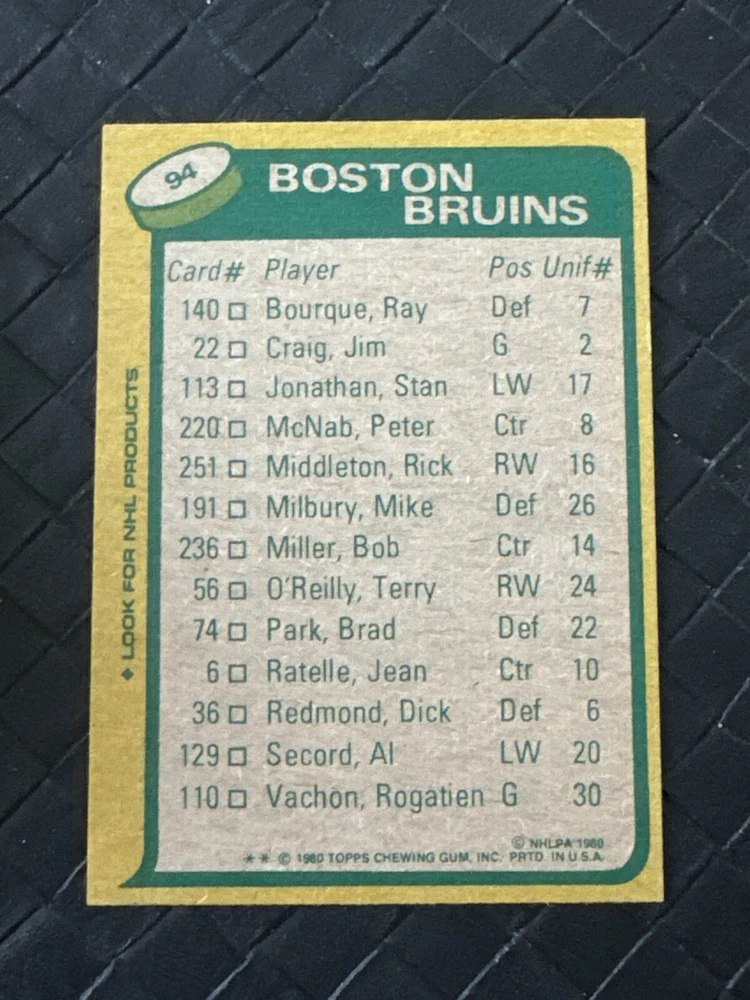 94
BOSTON
BRUINS
Card# Player Pos Unif#
140 □ Bourque, Ray Def 7
22 □ Craig, Jim G 2
113 □ Jonathan, Stan LW 17
220 □ McNab, Peter Ctr 8
251 □ Middleton, Rick RW 16
191 □ Milbury, Mike Def 26
236 □ Miller, Bob Ctr 14
56 □ O'Reilly, Terry RW 24
74 □ Park, Brad Def 22
6 □ Ratelle, Jean Ctr 10
36 □ Redmond, Dick Def 6
129 □ Secord, Al LW 20
110 □ Vachon, Rogatien G 30
© NHLPA 1980
** © 1980 TOPPS CHEWING GUM, INC. PRTD. IN U.S.A.
♦ LOOK FOR NHL PRODUCTS